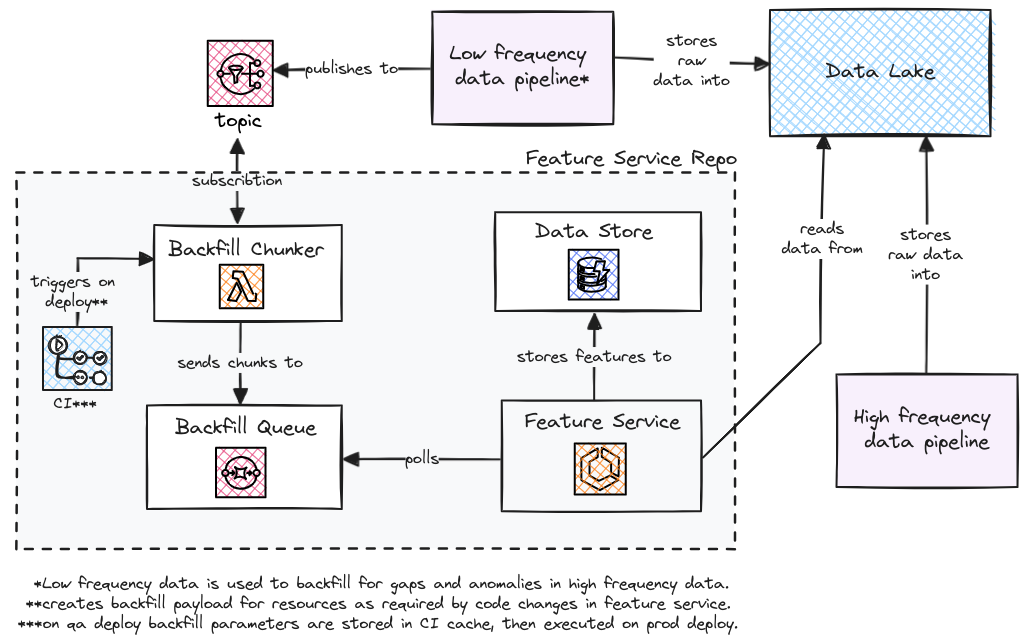 Low frequency
data pipeline*
stores
raw
data into
Data Lake
publishes to
topic
Feature Service Repo
subscribtion
Backfill Chunker
Data Store
reads
data from
stores
raw data
into
triggers on
deploy**
sends chunks to
stores features to
CI***
Backfill Queue
Feature Service
High frequency
data pipeline
polls
*Low frequency data is used to backfill for gaps and anomalies in high frequency data.
**creates backfill payload for resources as required by code changes in feature service.
***on qa deploy backfill parameters are stored in CI cache, then executed on prod deploy.